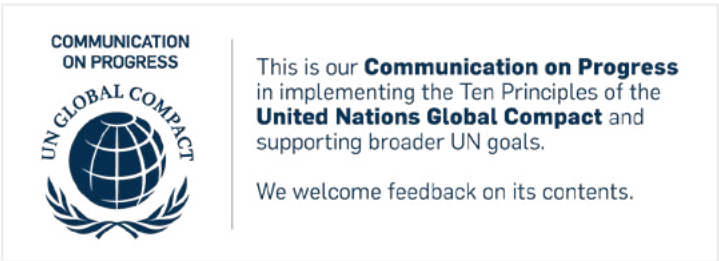 COMMUNICATION
ON PROGRESS
UN GLOBAL COMPACT
This is our Communication on Progress
in implementing the Ten Principles of the
United Nations Global Compact and
supporting broader UN goals.
We welcome feedback on its contents.